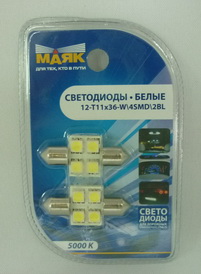 МАЯК
ДЛЯ ТЕХ, КТО В ПУТИ
СВЕТОДИОДЫ • БЕЛЫЕ
12-T11x36-W\4SMD\2BL
СВЕТО
ДИОДЫ
5000 K